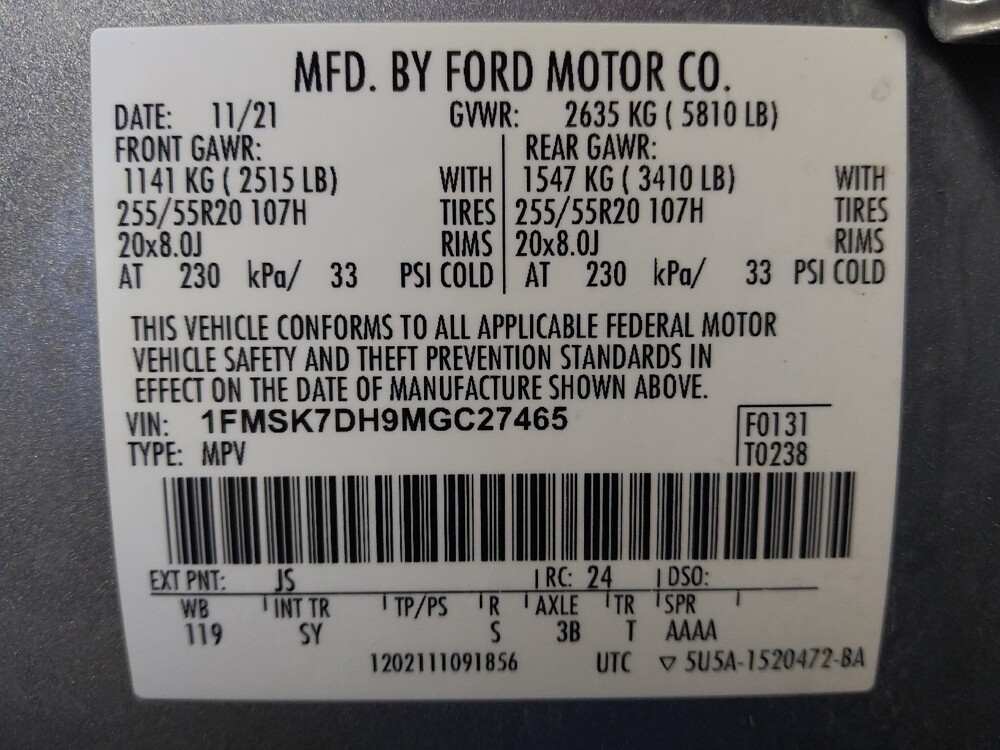 MFD. BY FORD MOTOR CO.
DATE: 11/21 GVWR: 2635 KG ( 5810 LB)
FRONT GAWR: REAR GAWR:
1141 KG ( 2515 LB) WITH 1547 KG ( 3410 LB) WITH
255/55R20 107H TIRES 255/55R20 107H TIRES
20x8.0J RIMS 20x8.0J RIMS
AT 230 kPa/ 33 PSI COLD AT 230 kPa/ 33 PSI COLD
THIS VEHICLE CONFORMS TO ALL APPLICABLE FEDERAL MOTOR
VEHICLE SAFETY AND THEFT PREVENTION STANDARDS IN
EFFECT ON THE DATE OF MANUFACTURE SHOWN ABOVE.
VIN: 1FMSK7DH9MGC27465 F0131
TYPE: MPV T0238
EXT PNT: JS RC: 24 DSO:
WB INT TR TP/PS R AXLE TR SPR
119 SY S 3B T AAAA
1202111091856 UTC ▽ 5U5A-1520472-BA